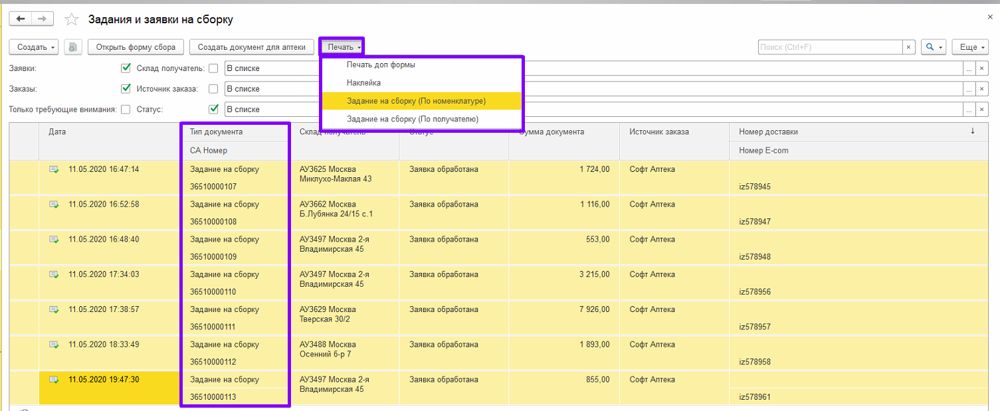 Задания и заявки на сборку
Создать Открыть форму сбора Создать документ для аптеки Печать Поиск (Ctrl+F) Еще
Печать доп формы
Наклейка
Задание на сборку (По номенклатуре)
Задание на сборку (По получателю)
Заявки: Склад получатель: В списке
Заказы: Источник заказа: В списке
Только требующие внимания: Статус: В списке
Дата Тип документа Склад получатель Статус Сумма документа Источник заказа Номер доставки
СА Номер Номер E-com
11.05.2020 16:47:14 Задание на сборку АУ3625 Москва Заявка обработана 1 724,00 Софт Аптека
Миклухо-Маклая 43
36510000107 iz578945
11.05.2020 16:52:58 Задание на сборку АУ3662 Москва Заявка обработана 1 116,00 Софт Аптека
Б.Лубянка 24/15 с.1
36510000108 iz578947
11.05.2020 16:48:40 Задание на сборку АУ3497 Москва 2-я Заявка обработана 553,00 Софт Аптека
Владимирская 45
36510000109 iz578948
11.05.2020 17:34:03 Задание на сборку АУ3497 Москва 2-я Заявка обработана 3 215,00 Софт Аптека
Владимирская 45
36510000110 iz578956
11.05.2020 17:38:57 Задание на сборку АУ3629 Москва Заявка обработана 7 926,00 Софт Аптека
Тверская 30/2
36510000111 iz578957
11.05.2020 18:33:49 Задание на сборку АУ3488 Москва Заявка обработана 1 893,00 Софт Аптека
Осенний б-р 7
36510000112 iz578958
11.05.2020 19:47:30 Задание на сборку АУ3497 Москва 2-я Заявка обработана 855,00 Софт Аптека
Владимирская 45
36510000113 iz578961